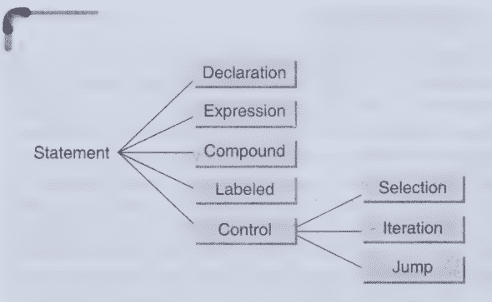 Declaration
Expression
Statement
Compound
Labeled
Selection
Control
Iteration
Jump